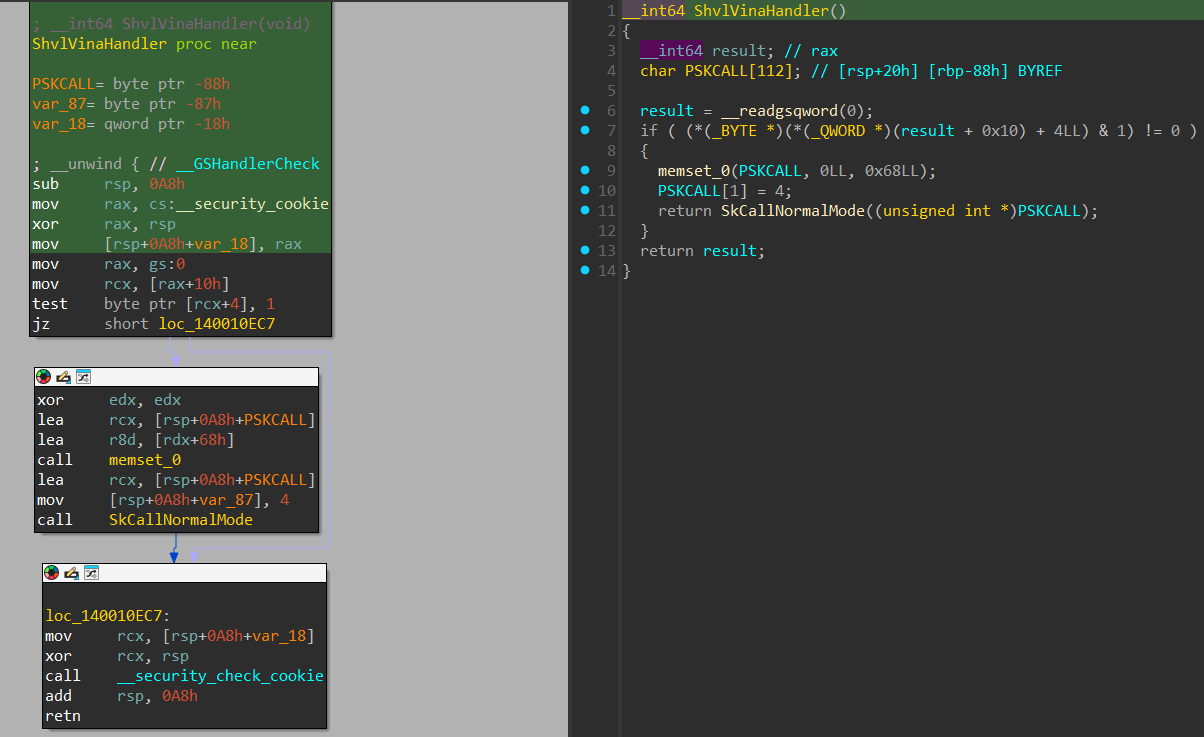 ; __int64 ShvlVinaHandler(void)
ShvlVinaHandler proc near
PSKCALL= byte ptr -88h
var_87= byte ptr -87h
var_18= qword ptr -18h
; __unwind { // __GSHandlerCheck
sub rsp, 0A8h
mov rax, cs:__security_cookie
xor rax, rsp
mov [rsp+0A8h+var_18], rax
mov rax, gs:0
mov rcx, [rax+10h]
test byte ptr [rcx+4], 1
jz short loc_140010EC7
xor edx, edx
lea rcx, [rsp+0A8h+PSKCALL]
lea r8d, [rdx+68h]
call memset_0
lea rcx, [rsp+0A8h+PSKCALL]
mov [rsp+0A8h+var_87], 4
call SkCallNormalMode
loc_140010EC7:
mov rcx, [rsp+0A8h+var_18]
xor rcx, rsp
call __security_check_cookie
add rsp, 0A8h
retn
1 __int64 ShvlVinaHandler()
2 {
3 __int64 result; // rax
4 char PSKCALL[112]; // [rsp+20h] [rbp-88h] BYREF
5
6 result = __readgsqword(0);
7 if ( (*(_BYTE *)(*(_QWORD *)(result + 0x10) + 4LL) & 1) != 0 )
8 {
9 memset_0(PSKCALL, 0LL, 0x68LL);
10 PSKCALL[1] = 4;
11 return SkCallNormalMode((unsigned int *)PSKCALL);
12 }
13 return result;
14 }